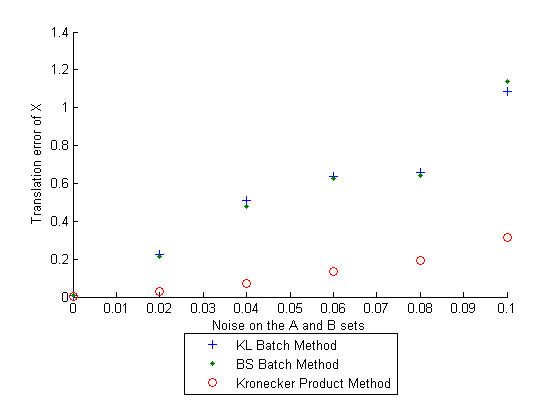 1.4
1.2
1
0.8
0.6
0.4
0.2
0
Translation error of X
0 0.01 0.02 0.03 0.04 0.05 0.06 0.07 0.08 0.09 0.1
Noise on the A and B sets
KL Batch Method
BS Batch Method
Kronecker Product Method